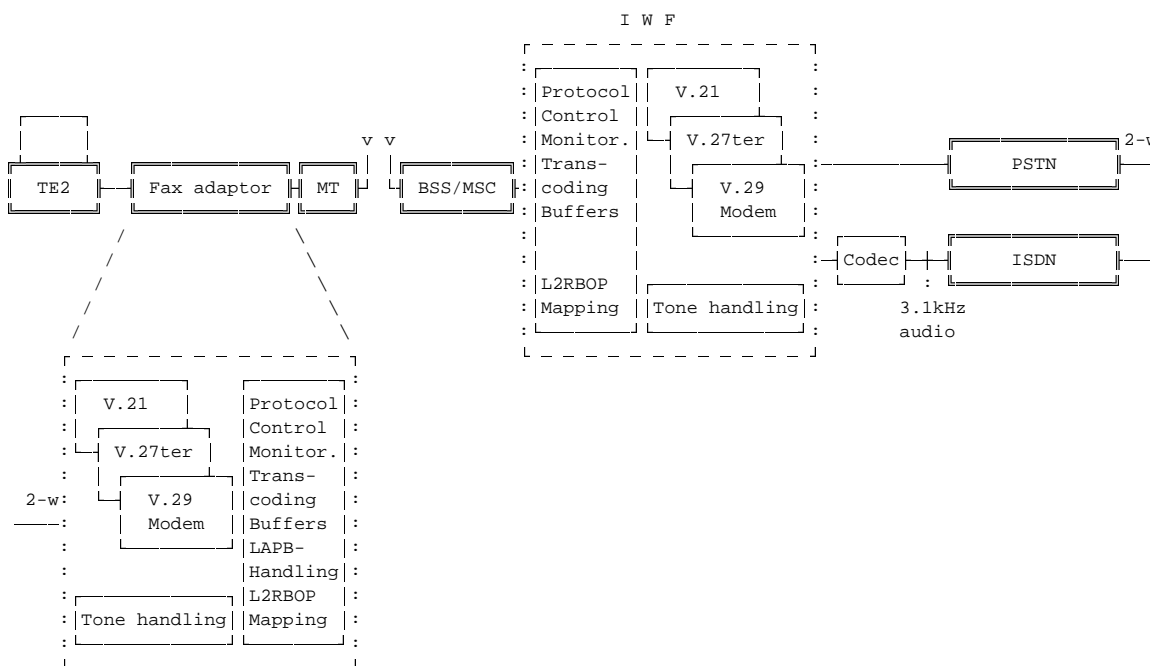 I W F
Protocol
Control
Monitor.
Trans-
coding
Buffers
L2RBOP
Mapping
V.21
V.27ter
V.29
Modem
Tone handling
v v
TE2
Fax adaptor
MT
BSS/MSC
2-w
PSTN
Codec
ISDN
3.1kHz
audio
V.21
V.27ter
V.29
Modem
2-w
Protocol
Control
Monitor.
Trans-
coding
Buffers
LAPB-
Handling
L2RBOP
Mapping
Tone handling